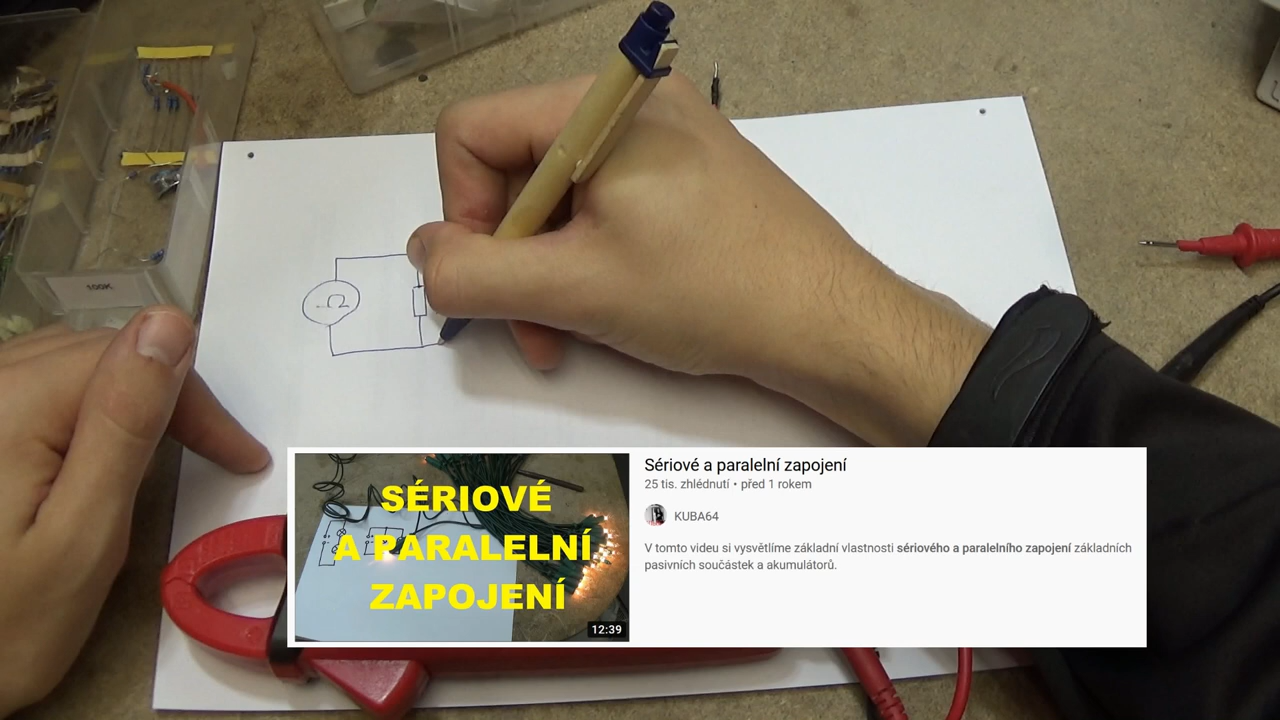 100K
Ω
SÉRIOVÉ
A PARALELNÍ
ZAPOJENÍ
12:39
Sériové a paralelní zapojení
25 tis. zhlédnutí • před 1 rokem
KUBA64
V tomto videu si vysvětlíme základní vlastnosti sériového a paralelního zapojení základních
pasivních součástek a akumulátorů.